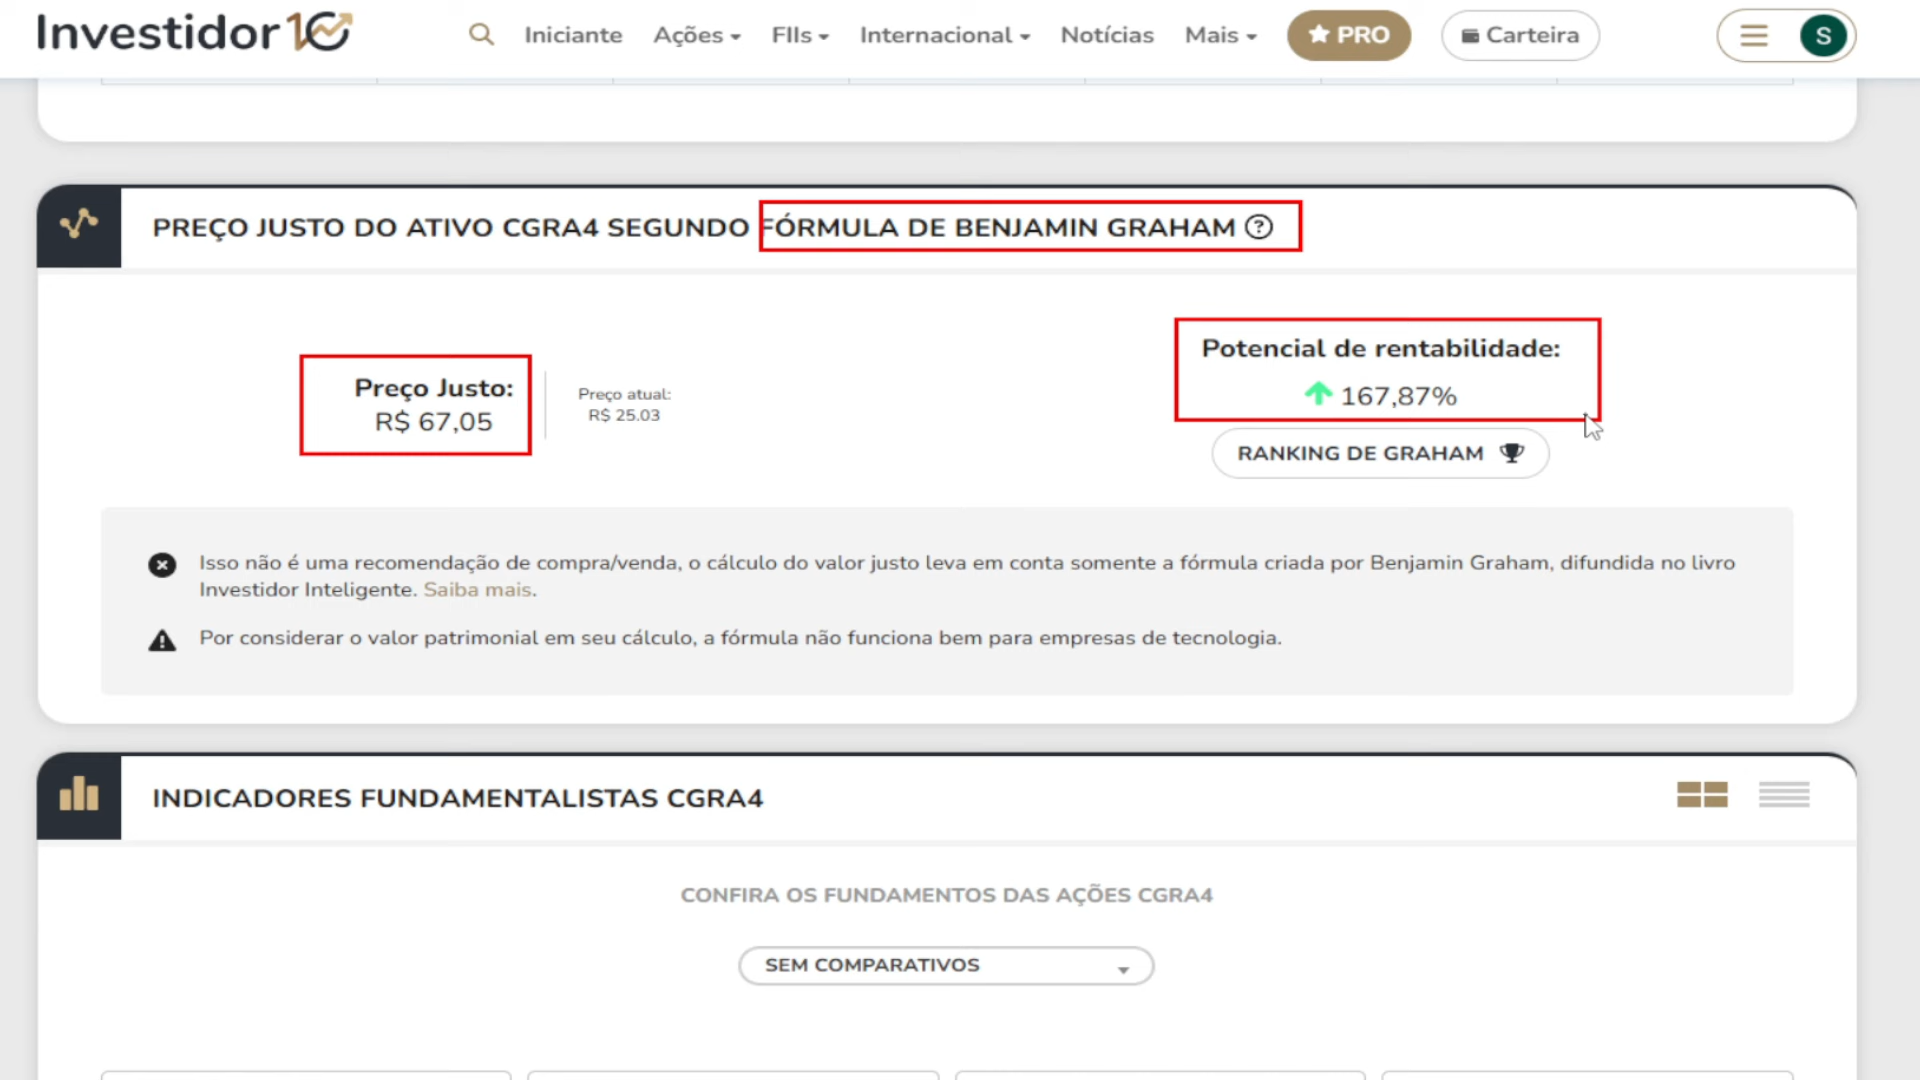 Investidor10
Iniciante Ações FIIs Internacional Notícias Mais PRO Carteira S
PREÇO JUSTO DO ATIVO CGRA4 SEGUNDO FÓRMULA DE BENJAMIN GRAHAM ?
Potencial de rentabilidade:
167,87%
Preço Justo:
R$ 67,05
Preço atual:
R$ 25.03
RANKING DE GRAHAM
Isso não é uma recomendação de compra/venda, o cálculo do valor justo leva em conta somente a fórmula criada por Benjamin Graham, difundida no livro
Investidor Inteligente. Saiba mais.
Por considerar o valor patrimonial em seu cálculo, a fórmula não funciona bem para empresas de tecnologia.
INDICADORES FUNDAMENTALISTAS CGRA4
CONFIRA OS FUNDAMENTOS DAS AÇÕES CGRA4
SEM COMPARATIVOS